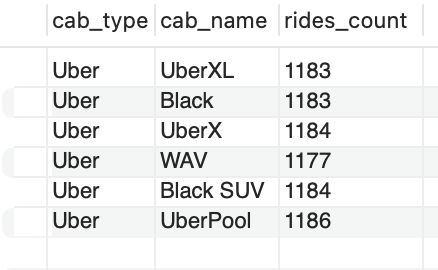 cab_type cab_name rides_count
Uber UberXL 1183
Uber Black 1183
Uber UberX 1184
Uber WAV 1177
Uber Black SUV 1184
Uber UberPool 1186